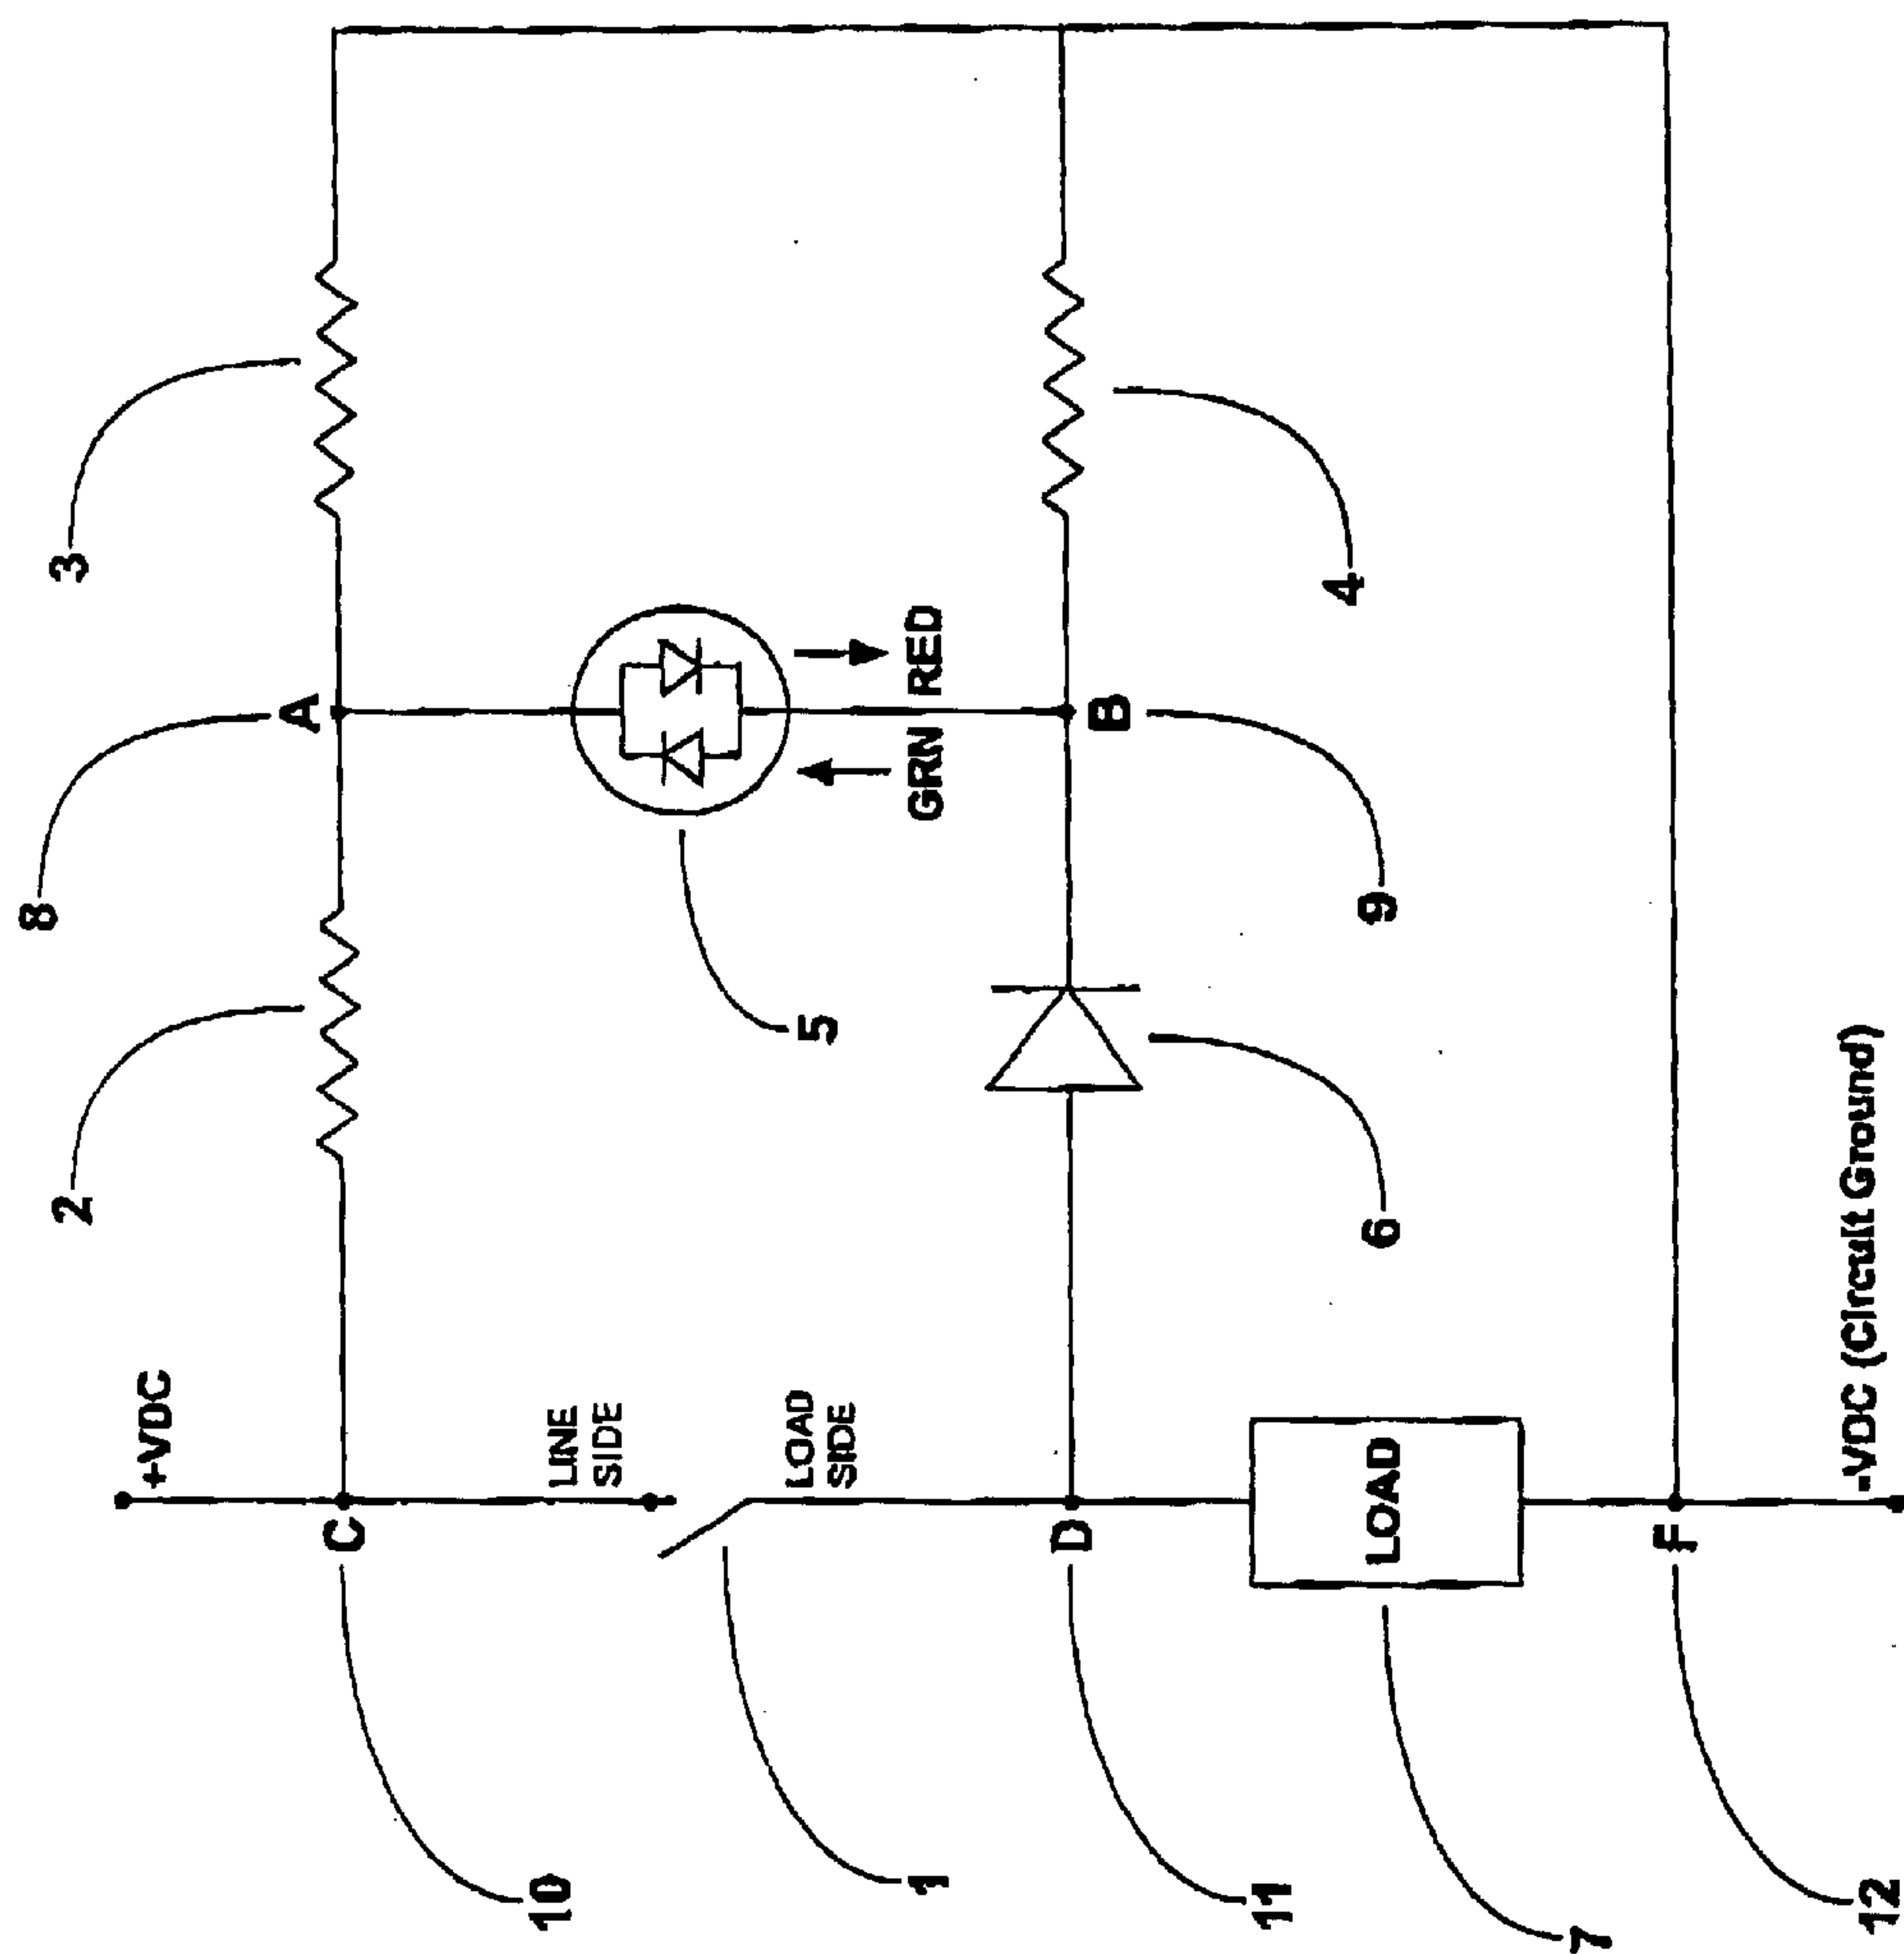 +VDC
C
10
LINE
SIDE
LOAD
SIDE
1
D
11
LOAD
7
F
12
-VDC (Circuit Ground)
2
8
A
3
5
GRN RED
6
B
9
4